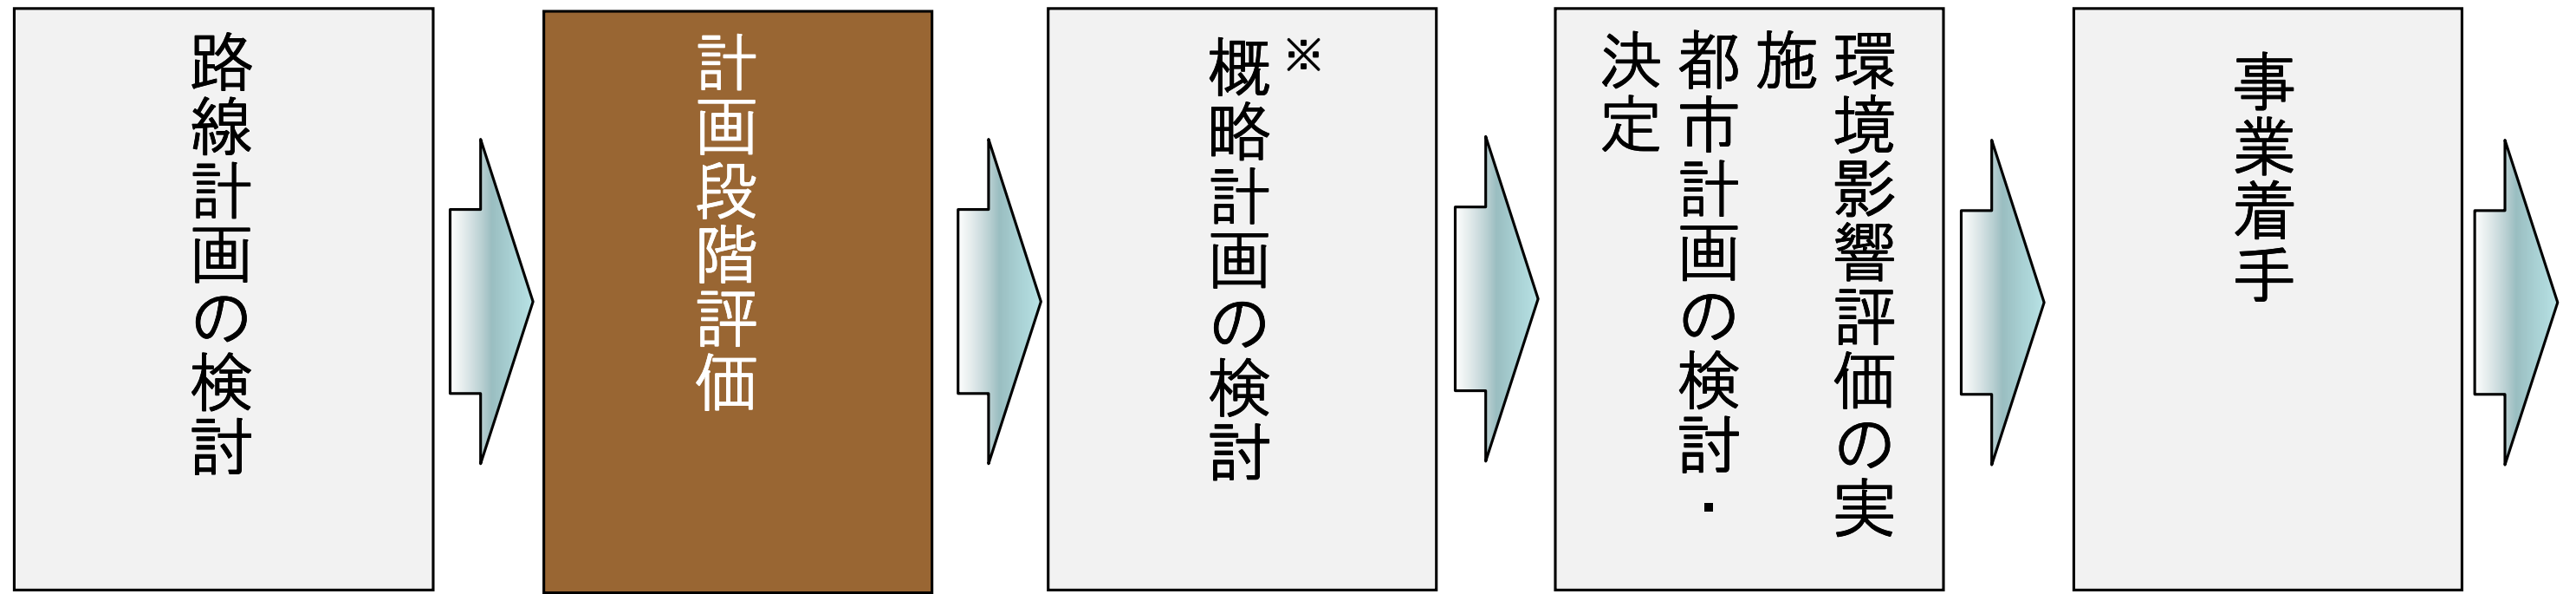 路線計画の検討
計画段階評価
※
概略計画の検討
環境影響評価の実
施
都市計画の検討・
決定
事業着手